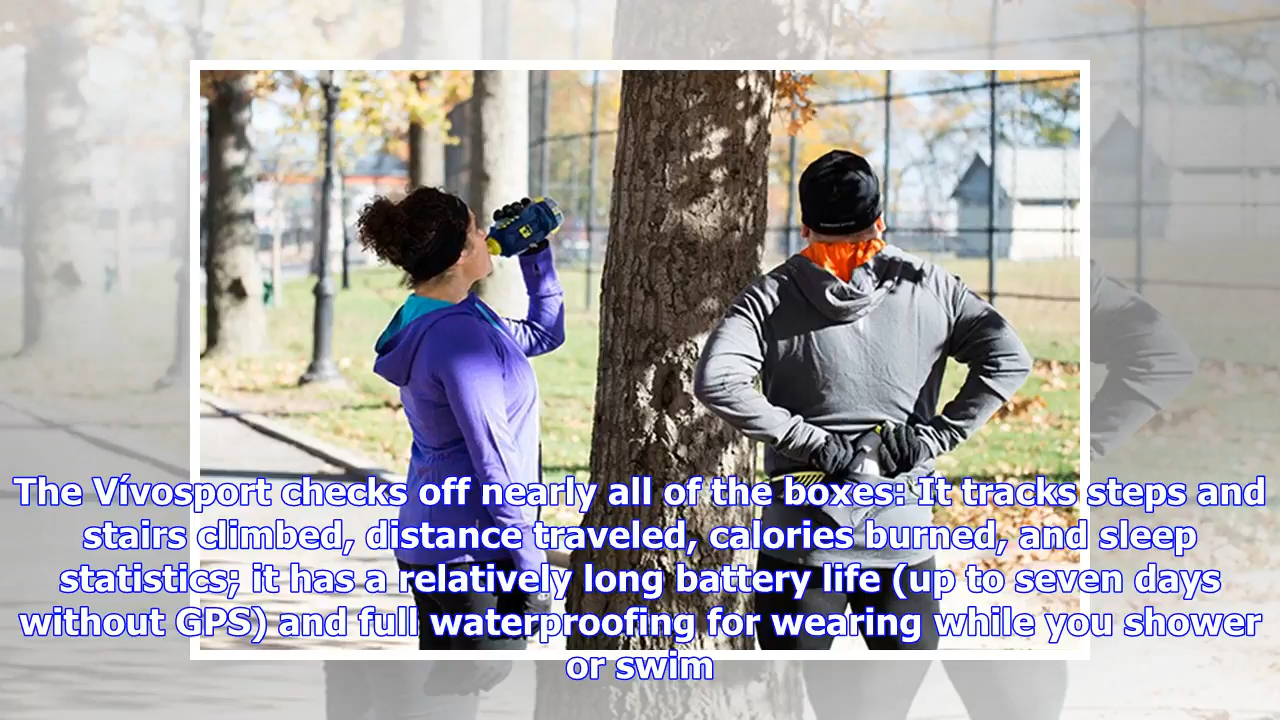 The Vívosport checks off nearly all of the boxes: It tracks steps and
stairs climbed, distance traveled, calories burned, and sleep
statistics; it has a relatively long battery life (up to seven days
without GPS) and full waterproofing for wearing while you shower
or swim